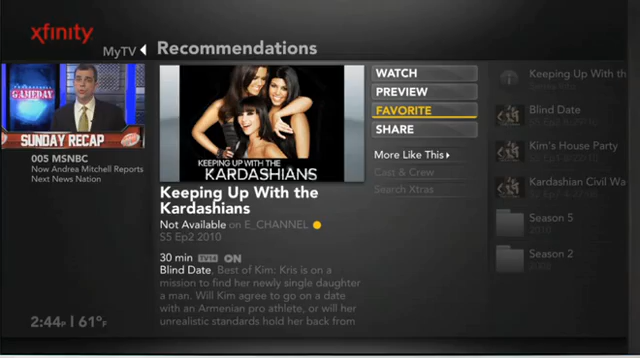 xfinity
MyTV
Recommendations
GAMEDAY
SUNDAY RECAP
005 MSNBC
Now Andrea Mitchell Reports
Next News Nation
KEEPING UP WITH THE
KARDASHIANS
Keeping Up With the
Kardashians
Not Available on E_CHANNEL
S5 Ep2 2010
30 min TV14 ON
Blind Date, Best of Kim: Kris is on a
mission to find her newly single daughter
a man. Will Kim agree to go on a date
with an Armenian pro athlete, or will her
unrealistic standards hold her back from
WATCH
PREVIEW
FAVORITE
SHARE
More Like This
Cast & Crew
Search Xtras
Keeping Up With th
Blind Date
Kim's House Party
Kardashian Civil Wa
Season 5
2010
Season 2
2:44P | 61°F